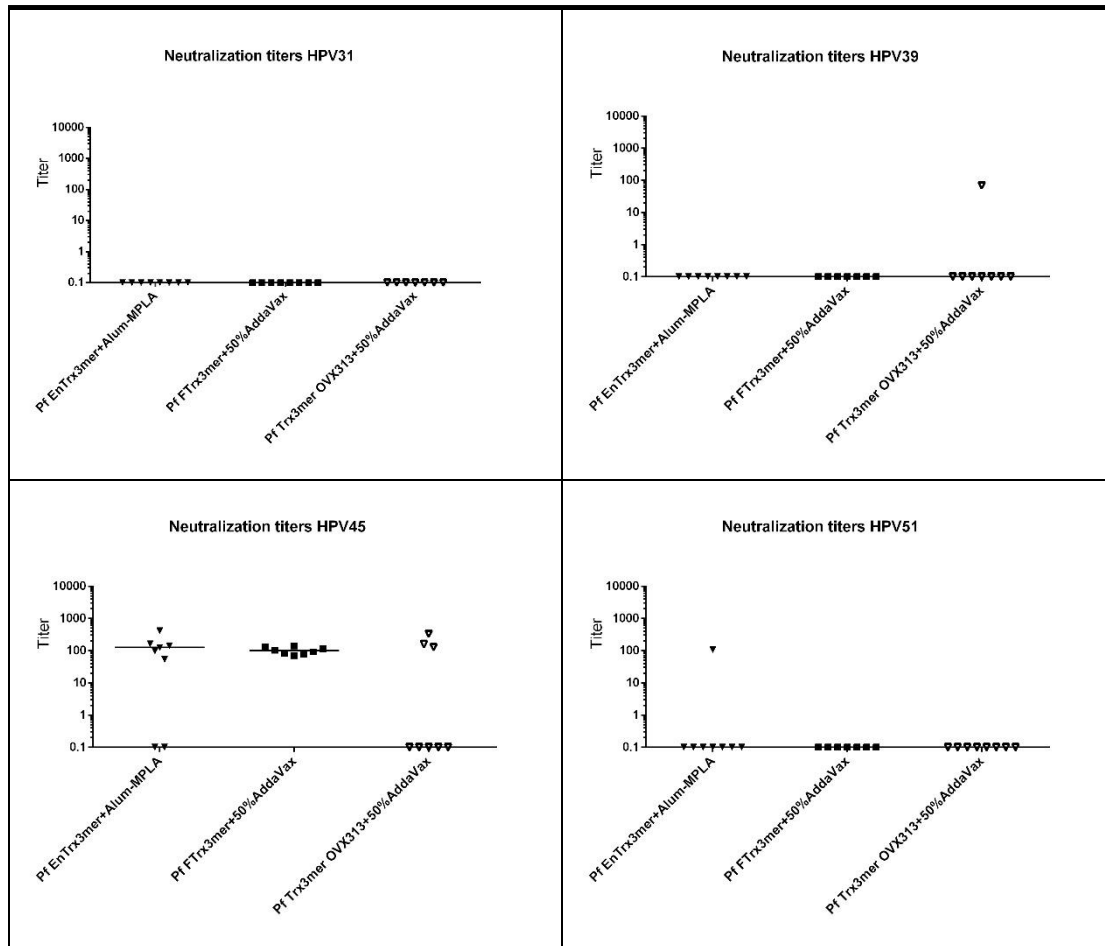 Neutralization titers HPV31
Titer
10000
1000
100
10
1
0.1
Pf EnTrx3mer+Alum-MPLA
Pf FTrx3mer+50%AddaVax
Pf Trx3mer OVX313+50%AddaVax
Neutralization titers HPV39
Titer
10000
1000
100
10
1
0.1
Pf EnTrx3mer+Alum-MPLA
Pf FTrx3mer+50%AddaVax
Pf Trx3mer OVX313+50%AddaVax
Neutralization titers HPV45
Titer
10000
1000
100
10
1
0.1
Pf EnTrx3mer+Alum-MPLA
Pf FTrx3mer+50%AddaVax
Pf Trx3mer OVX313+50%AddaVax
Neutralization titers HPV51
Titer
10000
1000
100
10
1
0.1
Pf EnTrx3mer+Alum-MPLA
Pf FTrx3mer+50%AddaVax
Pf Trx3mer OVX313+50%AddaVax